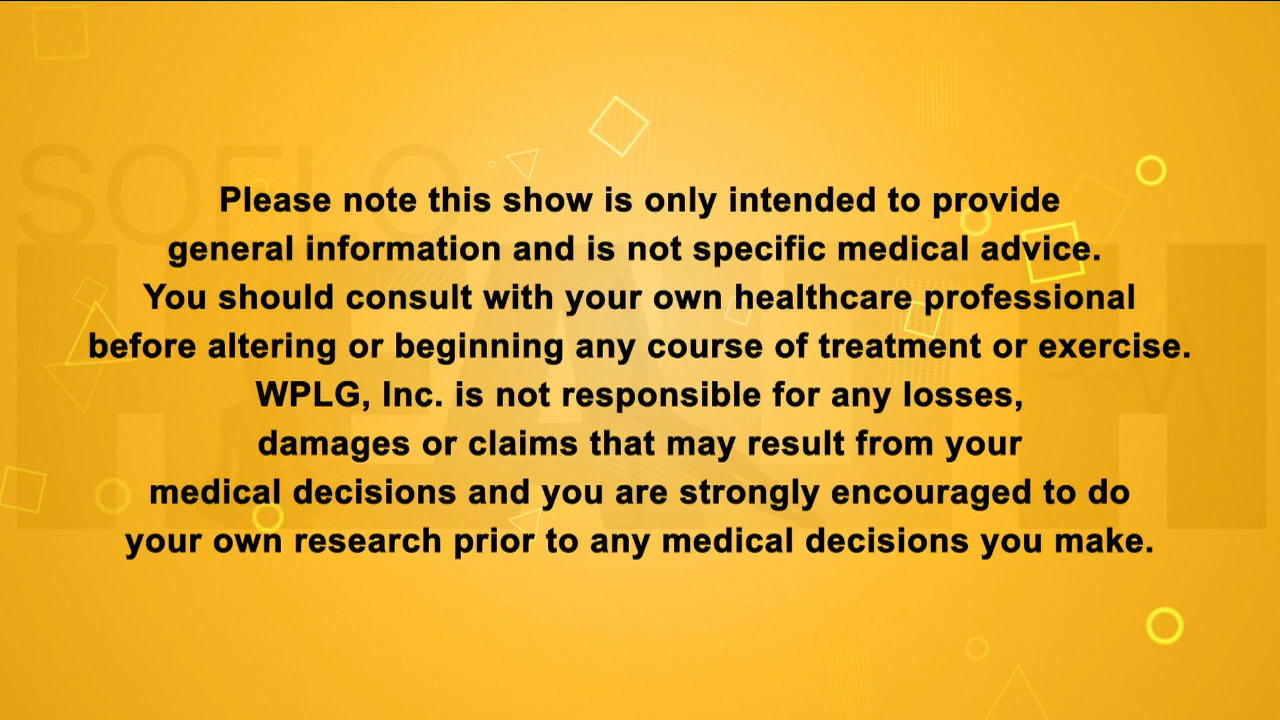 SOFLO
HEALTH
Please note this show is only intended to provide
general information and is not specific medical advice.
You should consult with your own healthcare professional
before altering or beginning any course of treatment or exercise.
WPLG, Inc. is not responsible for any losses,
damages or claims that may result from your
medical decisions and you are strongly encouraged to do
your own research prior to any medical decisions you make.